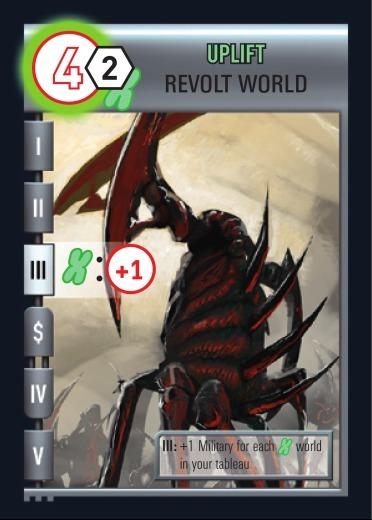 4 2
UPLIFT
REVOLT WORLD
I
II
III : +1
$
IV
V
III: +1 Military for each world
in your tableau